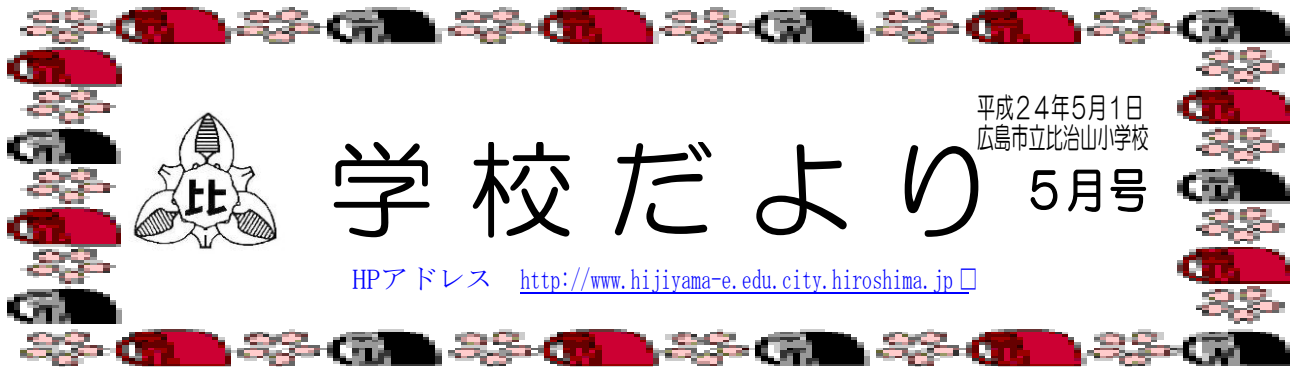 平成24年5月1日
広島市立比治山小学校
比
学校だより
5月号
HPアドレス http://www.hijiyama-e.edu.city.hiroshima.jp□